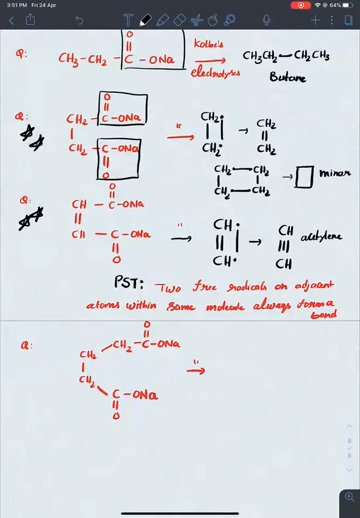 3:51 PM Fri 24 Apr
64%
Q:
O
||
CH₃-CH₂ - C - ONa
Kolbe's
electrolysis
CH₃CH₂ — CH₂CH₃
Butane
Q:
O
||
CH₂ - C - ONa
|
CH₂ - C - ONa
||
O
"
CH₂•
CH₂•
→
CH₂
||
CH₂
CH₂ — CH₂
| |
CH₂ — CH₂
→ minor
Q:
O
||
CH - C - ONa
||
CH - C - ONa
||
O
"
CH•
||
CH•
→
CH
|||
CH
acetylene
PST: Two free radicals on adjacent
atoms within same molecule always form a
bond
Q:
O
||
CH₂ - CH₂ - C - ONa
|
CH₂ - C - ONa
||
O
"
→
8/8